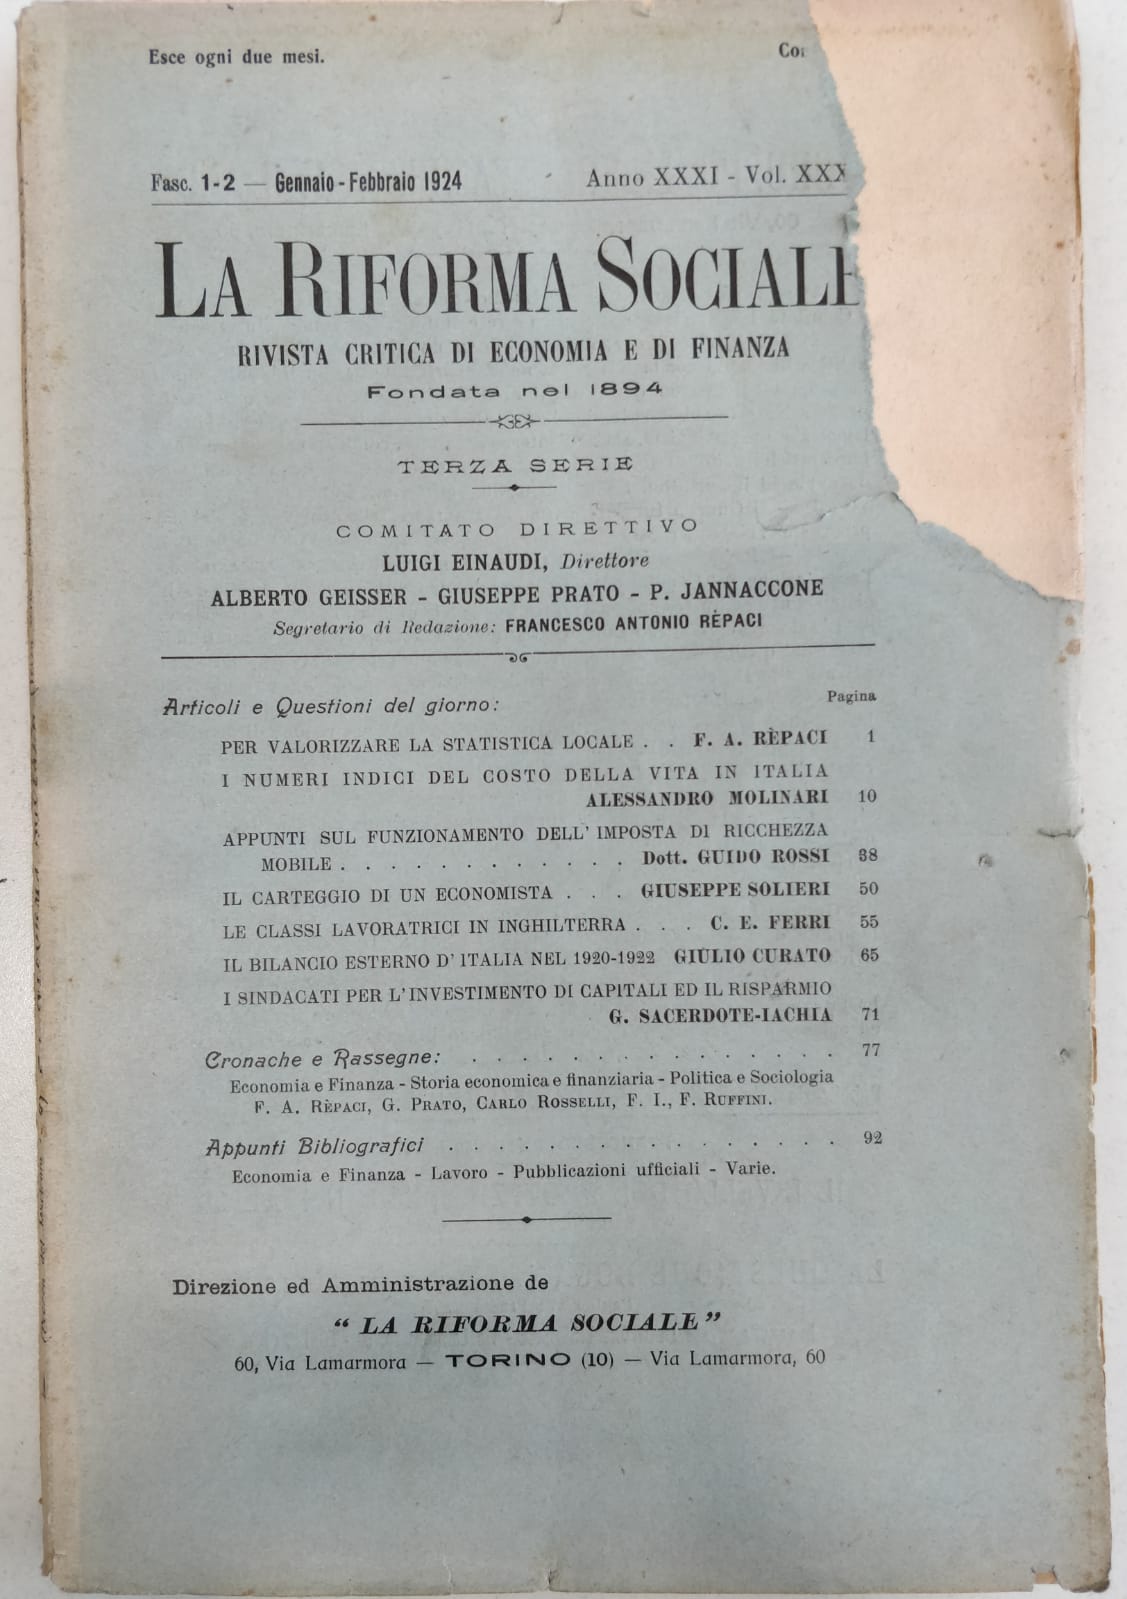 Esce ogni due mesi.
Fasc. 1-2 — Gennaio-Febbraio 1924 Anno XXXI - Vol.
LA RIFORMA SOCIALE
RIVISTA CRITICA DI ECONOMIA E DI FINANZA
Fondata nel 1894
TERZA SERIE
COMITATO DIRETTIVO
LUIGI EINAUDI, Direttore
ALBERTO GEISSER - GIUSEPPE PRATO - P. JANNACCONE
Segretario di Redazione: FRANCESCO ANTONIO RÈPACI
Articoli e Questioni del giorno: Pagina
PER VALORIZZARE LA STATISTICA LOCALE . . F. A. RÈPACI 1
I NUMERI INDICI DEL COSTO DELLA VITA IN ITALIA
ALESSANDRO MOLINARI 10
APPUNTI SUL FUNZIONAMENTO DELL' IMPOSTA DI RICCHEZZA
MOBILE . . . . . . . . . . . . Dott. GUIDO ROSSI 38
IL CARTEGGIO DI UN ECONOMISTA . . . GIUSEPPE SOLIERI 50
LE CLASSI LAVORATRICI IN INGHILTERRA . . . C. E. FERRI 55
IL BILANCIO ESTERNO D' ITALIA NEL 1920-1922 GIULIO CURATO 65
I SINDACATI PER L'INVESTIMENTO DI CAPITALI ED IL RISPARMIO
G. SACERDOTE-IACHIA 71
Cronache e Rassegne: . . . . . . . . . . . . . . . 77
Economia e Finanza - Storia economica e finanziaria - Politica e Sociologia
F. A. RÈPACI, G. PRATO, CARLO ROSSELLI, F. I., F. RUFFINI.
Appunti Bibliografici . . . . . . . . . . . . . . . . 92
Economia e Finanza - Lavoro - Pubblicazioni ufficiali - Varie.
Direzione ed Amministrazione de
“ LA RIFORMA SOCIALE ”
60, Via Lamarmora — TORINO (10) — Via Lamarmora, 60